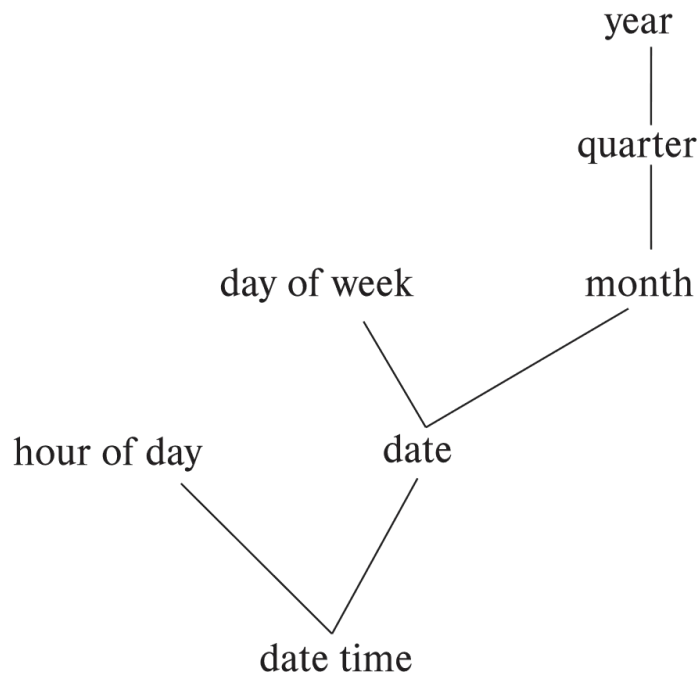 year
quarter
day of week
month
hour of day
date
date time